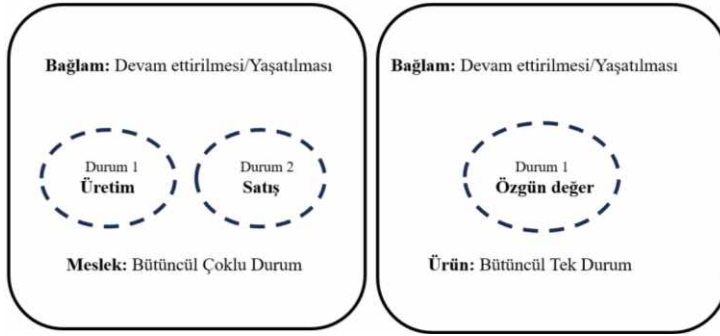 Bağlam: Devam ettirilmesi/Yaşatılması
Durum 1
Üretim
Durum 2
Satış
Meslek: Bütüncül Çoklu Durum
Bağlam: Devam ettirilmesi/Yaşatılması
Durum 1
Özgün değer
Ürün: Bütüncül Tek Durum